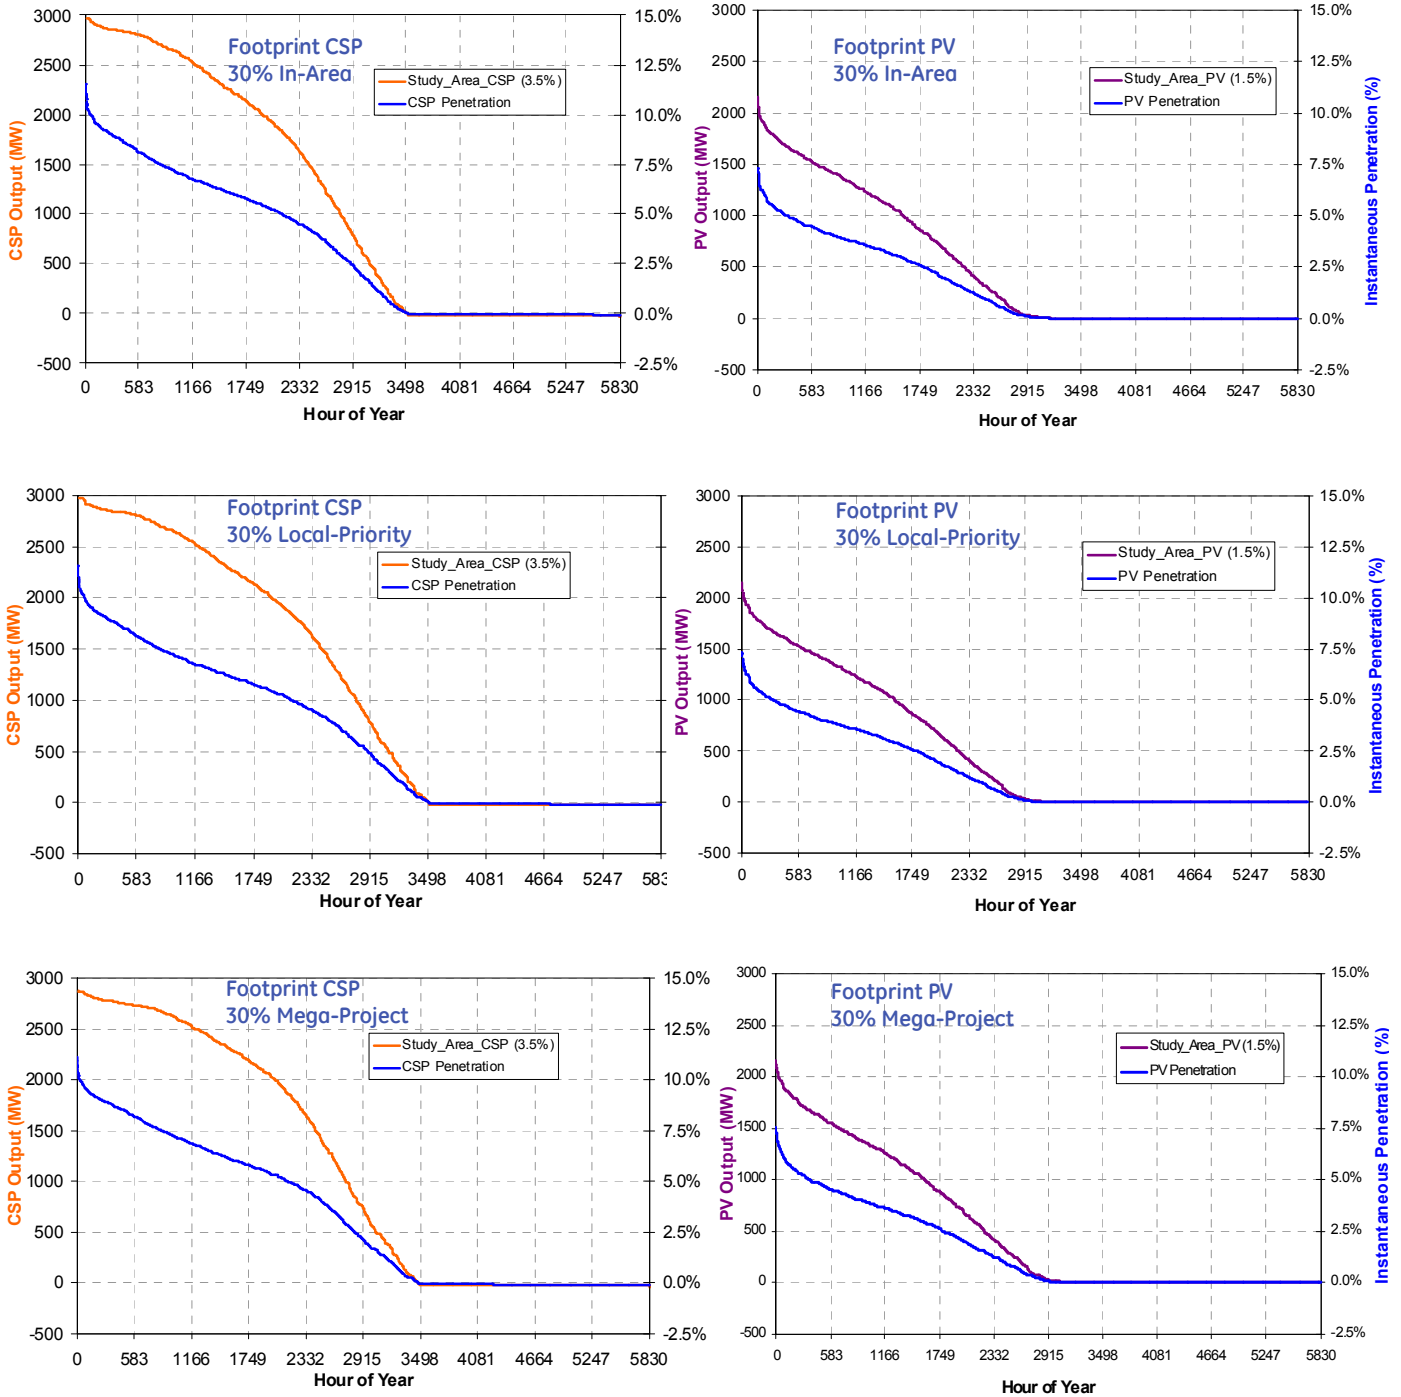 Footprint CSP
30% In-Area
Study_Area_CSP (3.5%)
CSP Penetration
3000
2500
2000
1500
1000
500
0
-500
15.0%
12.5%
10.0%
7.5%
5.0%
2.5%
0.0%
-2.5%
CSP Output (MW)
0 583 1166 1749 2332 2915 3498 4081 4664 5247 5830
Hour of Year
Footprint PV
30% In-Area
Study_Area_PV (1.5%)
PV Penetration
3000
2500
2000
1500
1000
500
0
-500
15.0%
12.5%
10.0%
7.5%
5.0%
2.5%
0.0%
-2.5%
PV Output (MW)
Instantaneous Penetration (%)
0 583 1166 1749 2332 2915 3498 4081 4664 5247 5830
Hour of Year
Footprint CSP
30% Local-Priority
Study_Area_CSP (3.5%)
CSP Penetration
3000
2500
2000
1500
1000
500
0
-500
CSP Output (MW)
0 583 1166 1749 2332 2915 3498 4081 4664 5247 583
Hour of Year
Footprint PV
30% Local-Priority
Study_Area_PV (1.5%)
PV Penetration
3000
2500
2000
1500
1000
500
0
-500
15.0%
12.5%
10.0%
7.5%
5.0%
2.5%
0.0%
-2.5%
PV Output (MW)
Instantaneous Penetration (%)
0 583 1166 1749 2332 2915 3498 4081 4664 5247 5830
Hour of Year
Footprint CSP
30% Mega-Project
Study_Area_CSP (3.5%)
CSP Penetration
3000
2500
2000
1500
1000
500
0
-500
15.0%
12.5%
10.0%
7.5%
5.0%
2.5%
0.0%
-2.5%
CSP Output (MW)
0 583 1166 1749 2332 2915 3498 4081 4664 5247 5830
Hour of Year
Footprint PV
30% Mega-Project
Study_Area_PV (1.5%)
PV Penetration
3000
2500
2000
1500
1000
500
0
-500
15.0%
12.5%
10.0%
7.5%
5.0%
2.5%
0.0%
-2.5%
PV Output (MW)
Instantaneous Penetration (%)
0 583 1166 1749 2332 2915 3498 4081 4664 5247 5830
Hour of Year